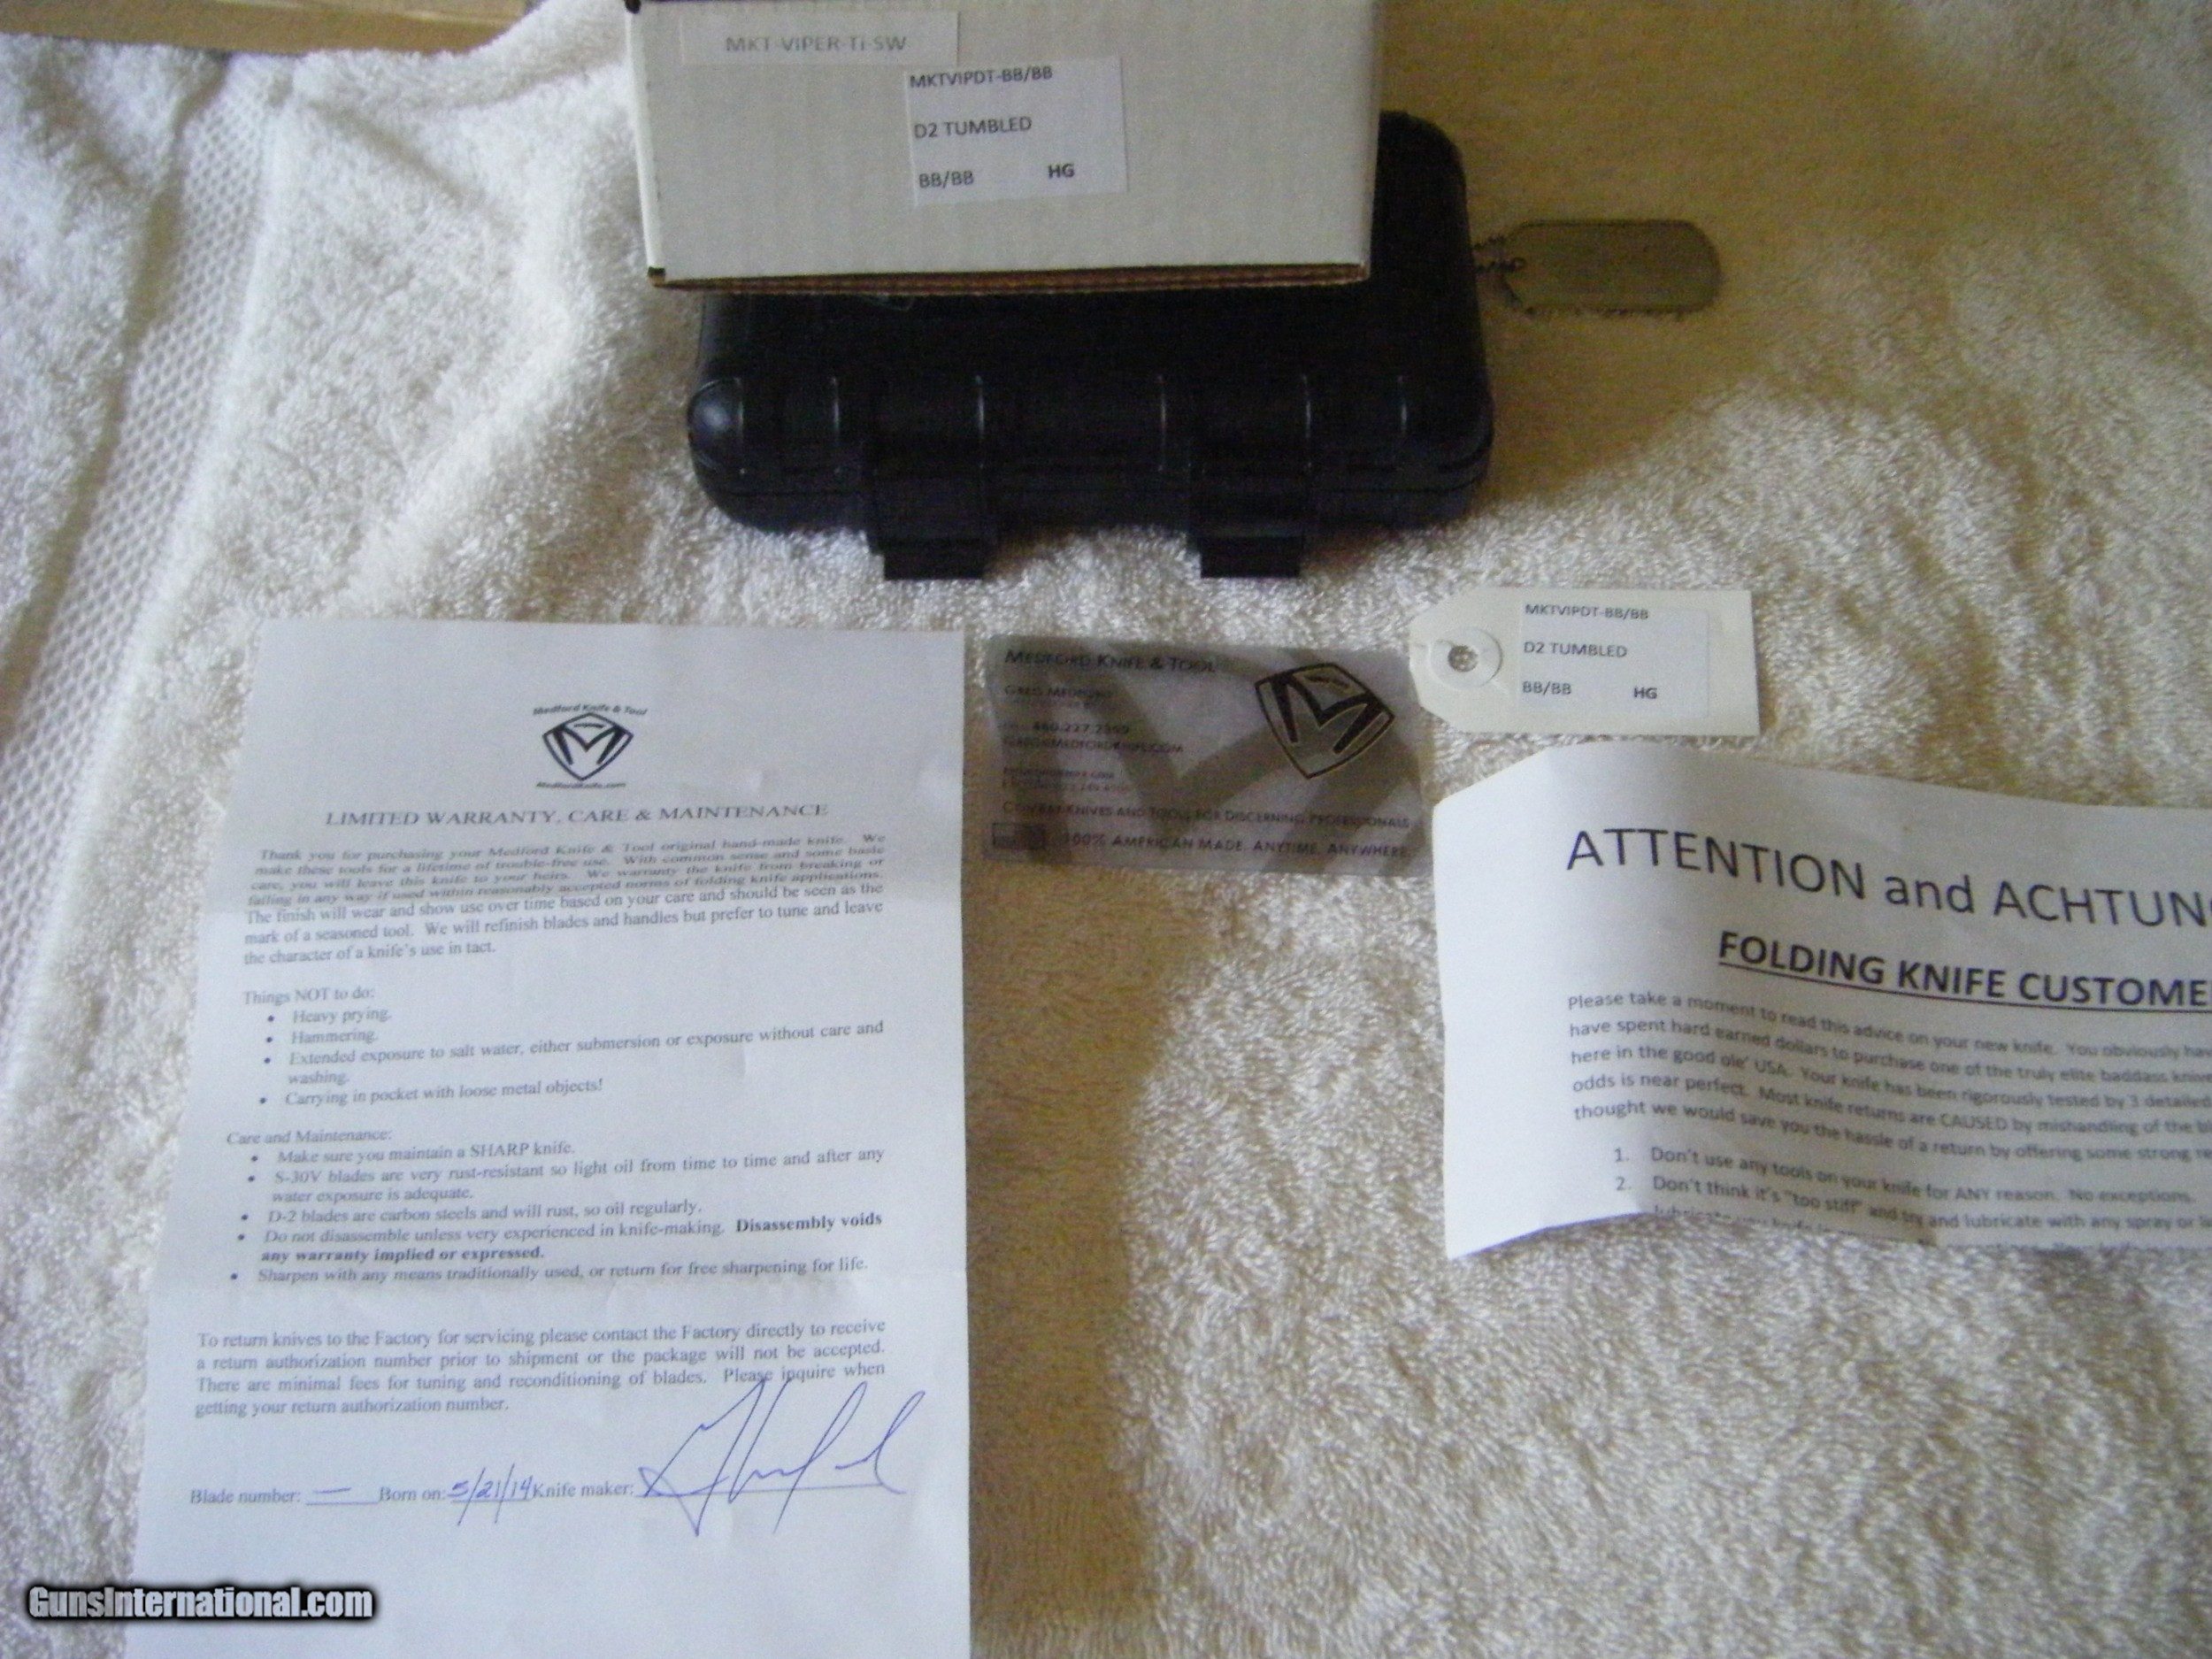 MKT-VIPER-Ti-SW
MKTVIPDT-BB/BB
D2 TUMBLED
BB/BB HG
MKTVIPDT-BB/BB
D2 TUMBLED
BB/BB HG
MEDFORD KNIFE & TOOL
COMBAT KNIVES AND TOOLS FOR DISCERNING PROFESSIONALS
100% AMERICAN MADE. ANYTIME. ANYWHERE.
Medford Knife & Tool
MedfordKnife.com
LIMITED WARRANTY, CARE & MAINTENANCE
Thank you for purchasing your Medford Knife & Tool original hand-made knife. We
make these tools for a lifetime of trouble-free use. With common sense and some basic
care, you will leave this knife to your heirs. We warranty the knife from breaking or
failing in any way if used within reasonably accepted norms of folding knife applications.
The finish will wear and show use over time based on your care and should be seen as the
mark of a seasoned tool. We will refinish blades and handles but prefer to tune and leave
the character of a knife's use in tact.
Things NOT to do:
• Heavy prying.
• Hammering.
• Extended exposure to salt water, either submersion or exposure without care and
washing.
• Carrying in pocket with loose metal objects!
Care and Maintenance:
• Make sure you maintain a SHARP knife.
• S-30V blades are very rust-resistant so light oil from time to time and after any
water exposure is adequate.
• D-2 blades are carbon steels and will rust, so oil regularly.
• Do not disassemble unless very experienced in knife-making. Disassembly voids
any warranty implied or expressed.
• Sharpen with any means traditionally used, or return for free sharpening for life.
To return knives to the Factory for servicing please contact the Factory directly to receive
a return authorization number prior to shipment or the package will not be accepted.
There are minimal fees for tuning and reconditioning of blades. Please inquire when
getting your return authorization number.
Blade number: — Born on: 5/21/14 Knife maker:
ATTENTION and ACHTUN
FOLDING KNIFE CUSTOME
Please take a moment to read this advice on your new knife. You obviously hav
have spent hard earned dollars to purchase one of the truly elite baddass knive
here in the good ole' USA. Your knife has been rigorously tested by 3 detailed
odds is near perfect. Most knife returns are CAUSED by mishandling of the bl
thought we would save you the hassle of a return by offering some strong re
1. Don't use any tools on your knife for ANY reason. No exceptions.
2. Don't think it's "too stiff" and try and lubricate with any spray or
GunsInternational.com